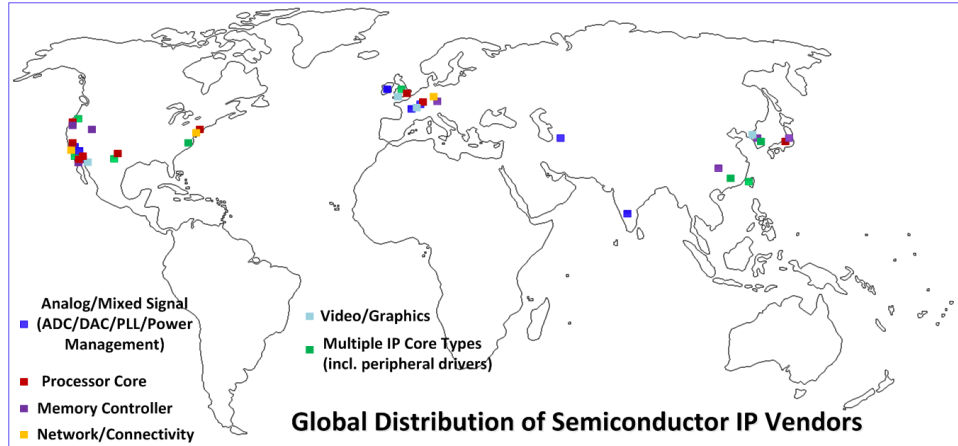 Analog/Mixed Signal
(ADC/DAC/PLL/Power
Management)
Processor Core
Memory Controller
Network/Connectivity
Video/Graphics
Multiple IP Core Types
(incl. peripheral drivers)
Global Distribution of Semiconductor IP Vendors